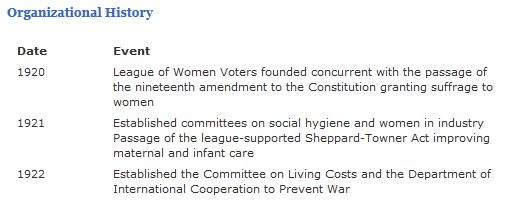 Organizational History
Date Event
1920 League of Women Voters founded concurrent with the passage of
the nineteenth amendment to the Constitution granting suffrage to
women
1921 Established committees on social hygiene and women in industry
Passage of the league-supported Sheppard-Towner Act improving
maternal and infant care
1922 Established the Committee on Living Costs and the Department of
International Cooperation to Prevent War